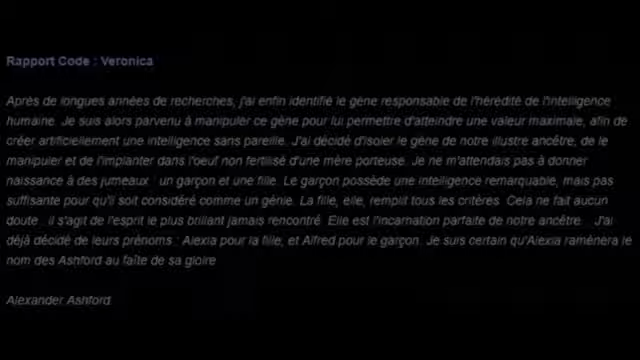 Rapport Code : Veronica
Après de longues années de recherches, j'ai enfin identifié le gène responsable de l'hérédité de l'intelligence
humaine. Je suis alors parvenu à manipuler ce gène pour lui permettre d'atteindre une valeur maximale, afin de
créer artificiellement une intelligence sans pareille. J'ai décidé d'isoler le gène de notre illustre ancêtre, de le
manipuler et de l'implanter dans l'oeuf non fertilisé d'une mère porteuse. Je ne m'attendais pas à donner
naissance à des jumeaux : un garçon et une fille. Le garçon possède une intelligence remarquable, mais pas
suffisante pour qu'il soit considéré comme un génie. La fille, elle, remplit tous les critères. Cela ne fait aucun
doute : il s'agit de l'esprit le plus brillant jamais rencontré. Elle est l'incarnation parfaite de notre ancêtre... J'ai
déjà décidé de leurs prénoms : Alexia pour la fille, et Alfred pour le garçon. Je suis certain qu'Alexia ramènera le
nom des Ashford au faîte de sa gloire
Alexander Ashford